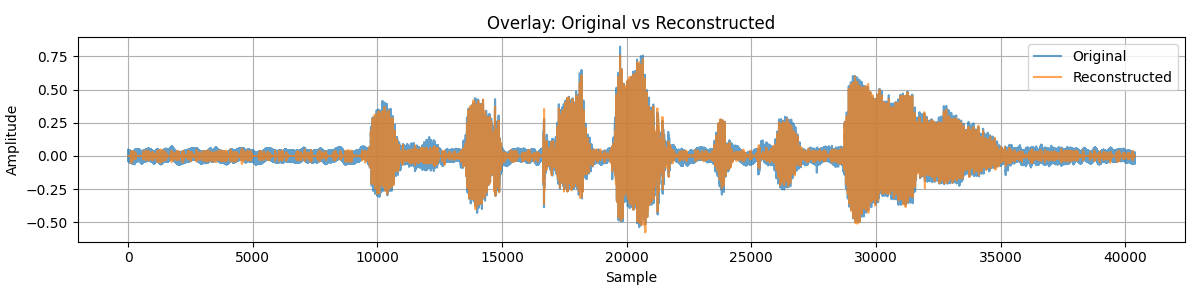 Overlay: Original vs Reconstructed
Original
Reconstructed
0.75
0.50
0.25
0.00
−0.25
−0.50
Amplitude
0 5000 10000 15000 20000 25000 30000 35000 40000
Sample